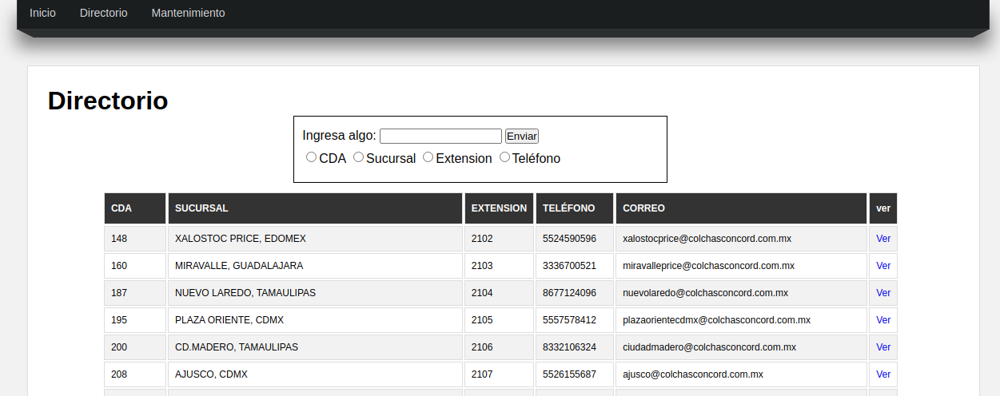 Inicio Directorio Mantenimiento
Directorio
Ingresa algo: Enviar
CDA Sucursal Extension Teléfono
CDA SUCURSAL EXTENSION TELÉFONO CORREO ver
148 XALOSTOC PRICE, EDOMEX 2102 5524590596 xalostocprice@colchasconcord.com.mx Ver
160 MIRAVALLE, GUADALAJARA 2103 3336700521 miravalleprice@colchasconcord.com.mx Ver
187 NUEVO LAREDO, TAMAULIPAS 2104 8677124096 nuevolaredo@colchasconcord.com.mx Ver
195 PLAZA ORIENTE, CDMX 2105 5557578412 plazaorientecdmx@colchasconcord.com.mx Ver
200 CD.MADERO, TAMAULIPAS 2106 8332106324 ciudadmadero@colchasconcord.com.mx Ver
208 AJUSCO, CDMX 2107 5526155687 ajusco@colchasconcord.com.mx Ver